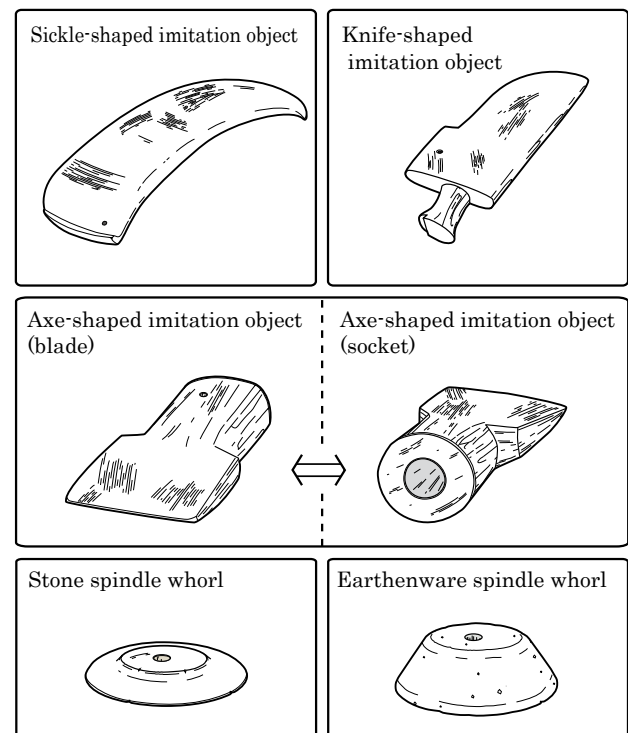 Sickle-shaped imitation object
Knife-shaped
imitation object
Axe-shaped imitation object
(blade)
Axe-shaped imitation object
(socket)
Stone spindle whorl
Earthenware spindle whorl